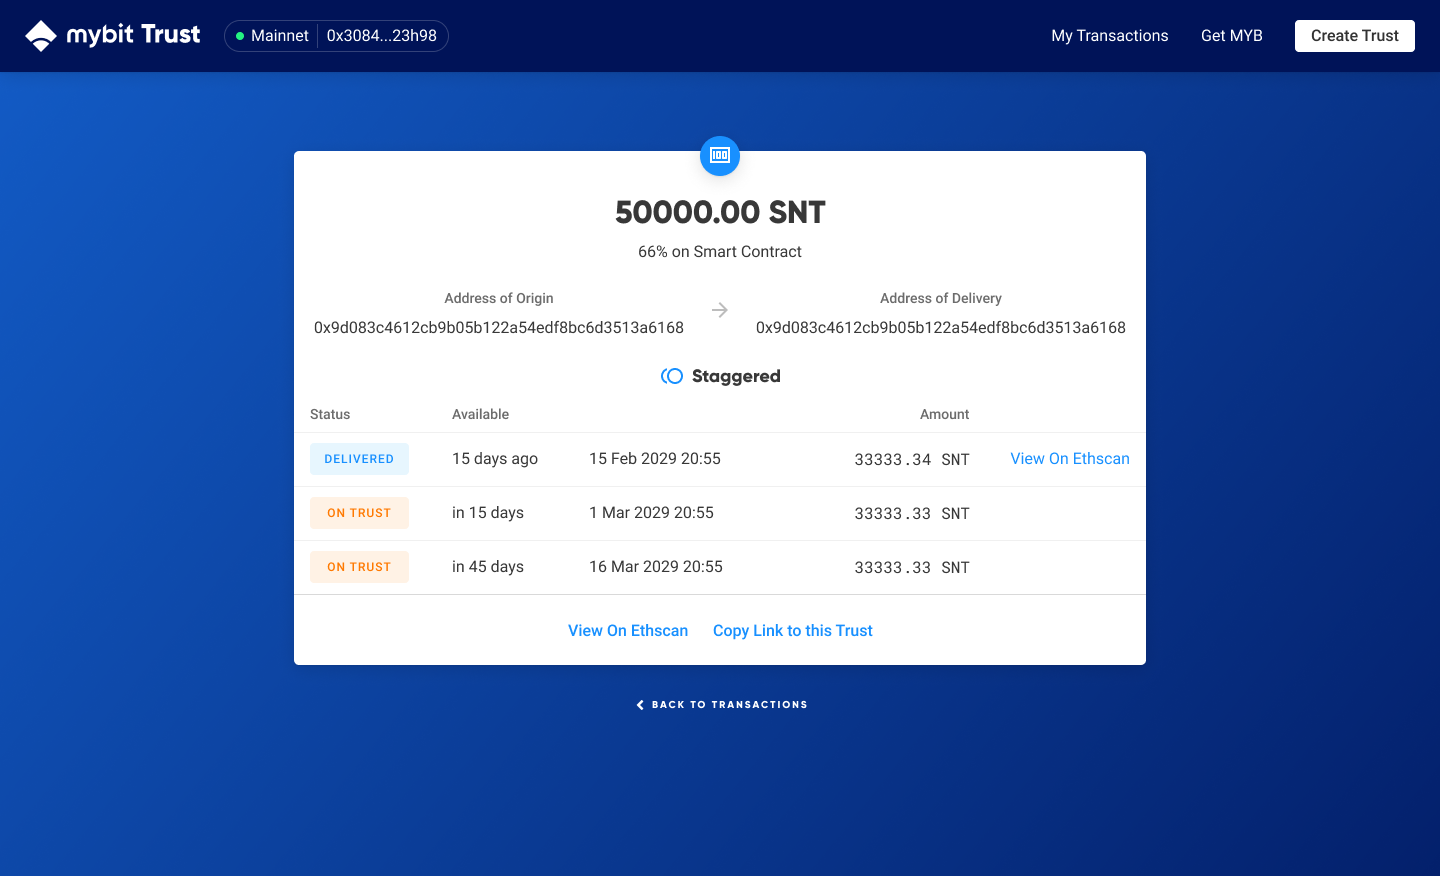 mybit Trust
Mainnet 0x3084...23h98
My Transactions Get MYB Create Trust
50000.00 SNT
66% on Smart Contract
Address of Origin
0x9d083c4612cb9b05b122a54edf8bc6d3513a6168
Address of Delivery
0x9d083c4612cb9b05b122a54edf8bc6d3513a6168
Staggered
Status Available Amount
DELIVERED 15 days ago 15 Feb 2029 20:55 33333.34 SNT View On Ethscan
ON TRUST in 15 days 1 Mar 2029 20:55 33333.33 SNT
ON TRUST in 45 days 16 Mar 2029 20:55 33333.33 SNT
View On Ethscan Copy Link to this Trust
BACK TO TRANSACTIONS